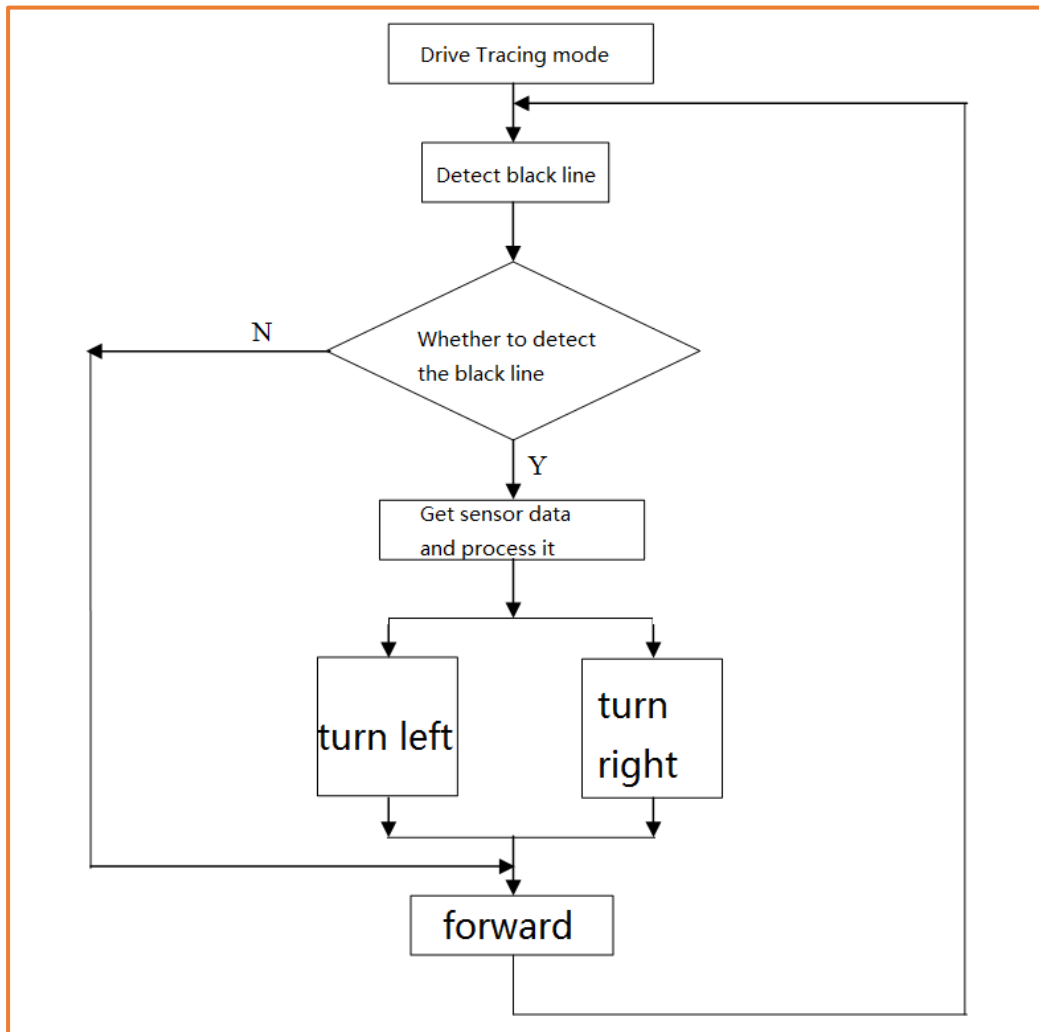 Drive Tracing mode
Detect black line
Whether to detect
the black line
N
Y
Get sensor data
and process it
turn left
turn
right
forward